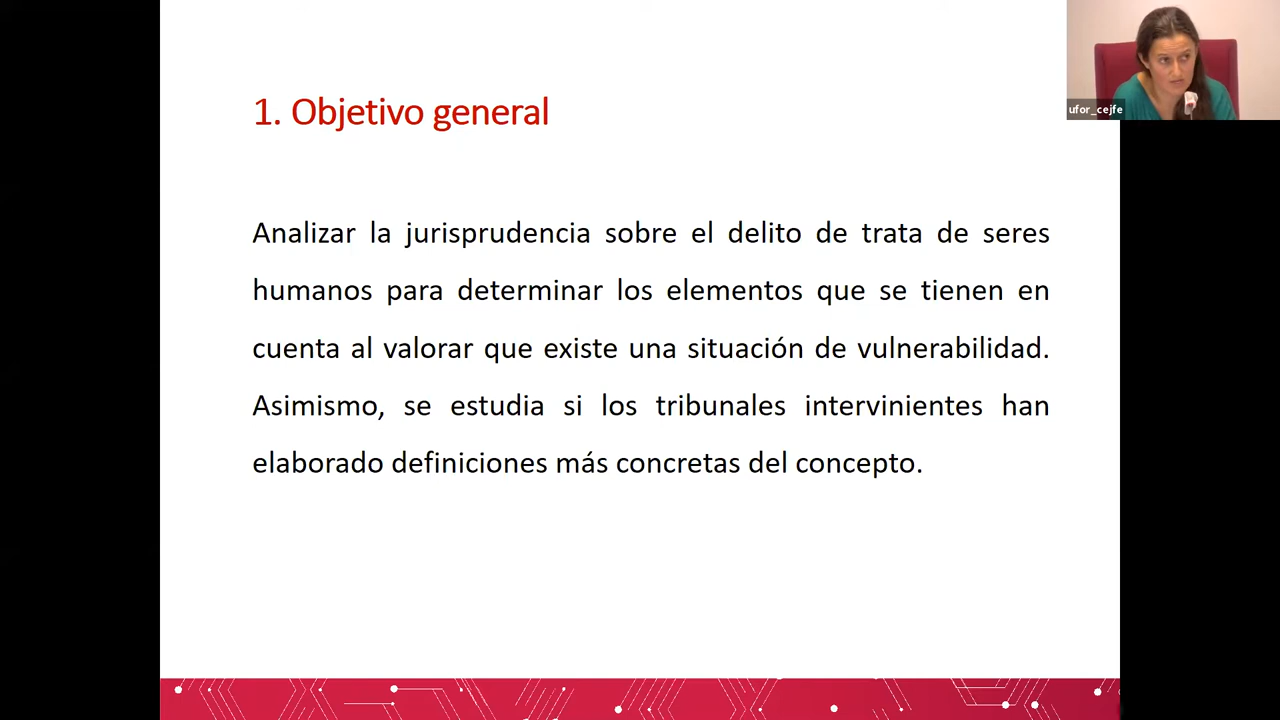 1. Objetivo general
ufor_cejfe
Analizar la jurisprudencia sobre el delito de trata de seres
humanos para determinar los elementos que se tienen en
cuenta al valorar que existe una situación de vulnerabilidad.
Asimismo, se estudia si los tribunales intervinientes han
elaborado definiciones más concretas del concepto.